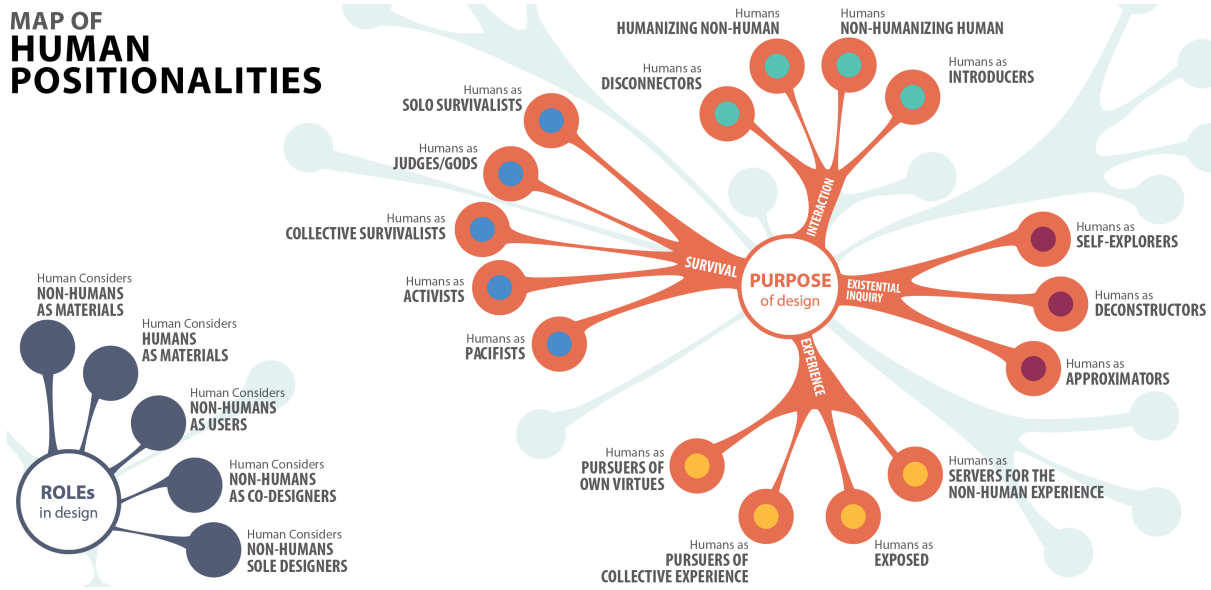 MAP OF
HUMAN
POSITIONALITIES
Humans
HUMANIZING NON-HUMAN
Humans
NON-HUMANIZING HUMAN
Humans as
DISCONNECTORS
Humans as
INTRODUCERS
Humans as
SOLO SURVIVALISTS
Humans as
JUDGES/GODS
Humans as
COLLECTIVE SURVIVALISTS
Humans as
ACTIVISTS
Humans as
PACIFISTS
SURVIVAL
INTERACTION
PURPOSE
of design
EXISTENTIAL
INQUIRY
EXPERIENCE
Humans as
SELF-EXPLORERS
Humans as
DECONSTRUCTORS
Humans as
APPROXIMATORS
Humans as
PURSUERS OF
OWN VIRTUES
Humans as
PURSUERS OF
COLLECTIVE EXPERIENCE
Humans as
EXPOSED
Humans as
SERVERS FOR THE
NON-HUMAN EXPERIENCE
Human Considers
NON-HUMANS
AS MATERIALS
Human Considers
HUMANS
AS MATERIALS
Human Considers
NON-HUMANS
AS USERS
Human Considers
NON-HUMANS
AS CO-DESIGNERS
Human Considers
NON-HUMANS
SOLE DESIGNERS
ROLEs
in design